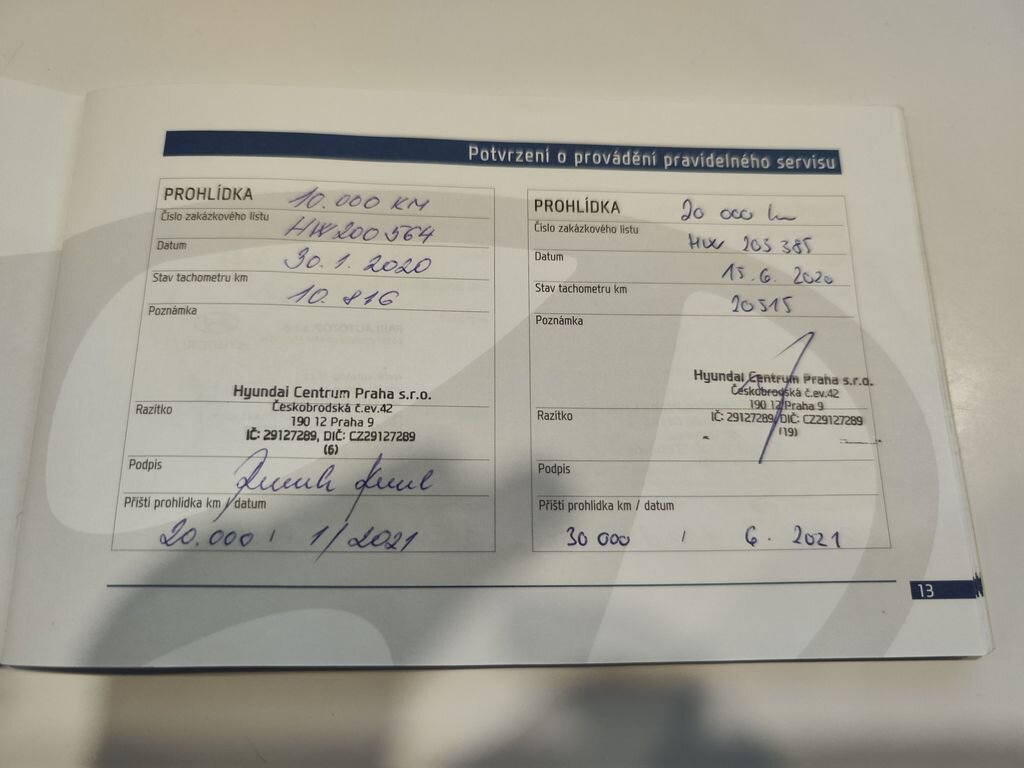 Potvrzení o provádění pravidelného servisu
PROHLÍDKA 10.000 KM
Číslo zakázkového listu HW200564
Datum 30.1.2020
Stav tachometru km 10.816
Poznámka
Razítko
Hyundai Centrum Praha s.r.o.
Českobrodská č.ev.42
190 12 Praha 9
IČ: 29127289, DIČ: CZ29127289
(6)
Podpis
Příští prohlídka km / datum
20.000 / 1/2021
PROHLÍDKA 20 000 km
Číslo zakázkového listu HW 205385
Datum 15.6.2020
Stav tachometru km 20515
Poznámka
Razítko
Hyundai Centrum Praha s.r.o.
Českobrodská č.ev.42
190 12 Praha 9
IČ: 29127289, DIČ: CZ29127289
(19)
Podpis
Příští prohlídka km / datum
30 000 / 6. 2021
13